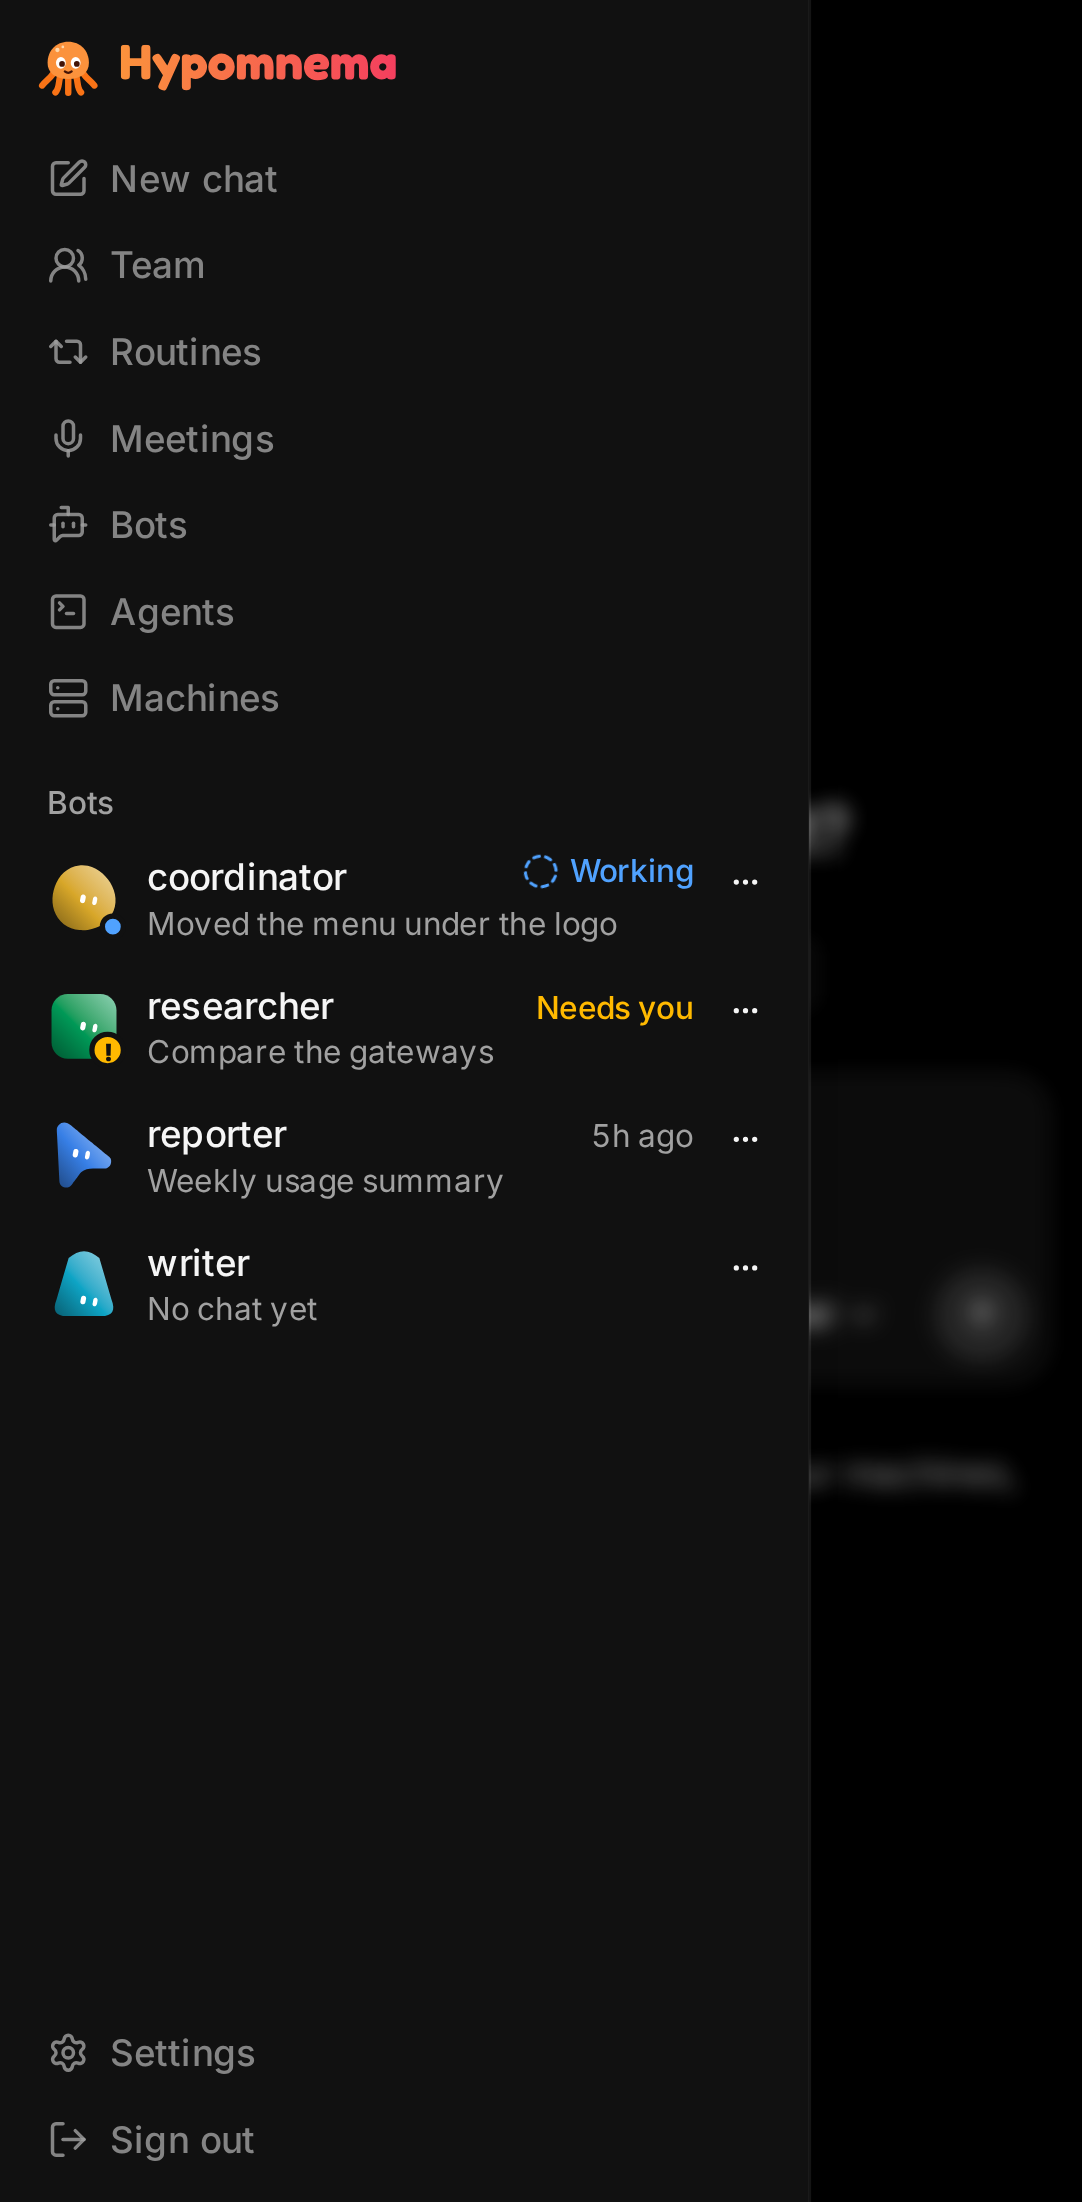 Hypomnema
New chat
Team
Routines
Meetings
Bots
Agents
Machines
Bots
coordinator Working
Moved the menu under the logo
researcher Needs you
Compare the gateways
reporter 5h ago
Weekly usage summary
writer
No chat yet
Settings
Sign out